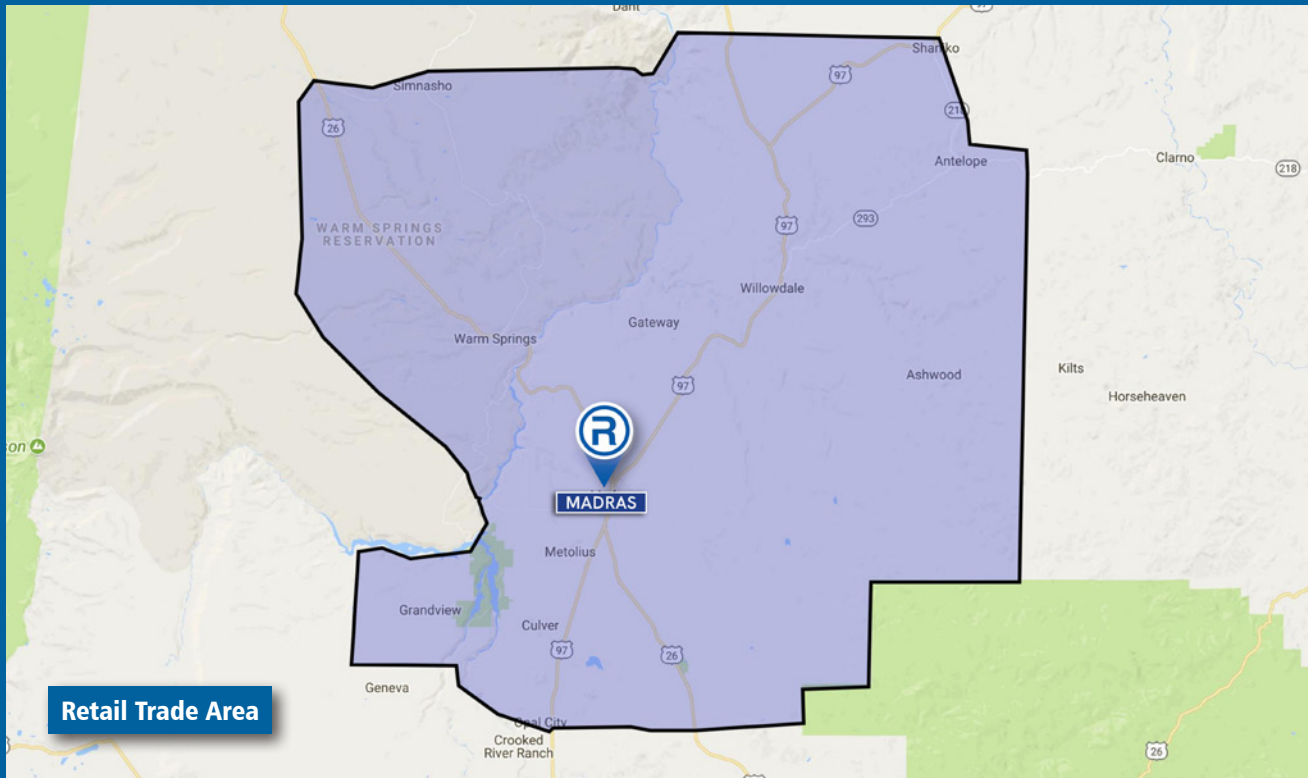 Dant
97
Shaniko
97
Simnasho
26
218
Antelope
Clarno
218
WARM SPRINGS
RESERVATION
293
97
Willowdale
Gateway
Warm Springs
Kilts
Ashwood
97
Horseheaven
R
MADRAS
Metolius
Grandview
Culver
97
26
Geneva
Retail Trade Area
Opal City
Crooked
River Ranch
26